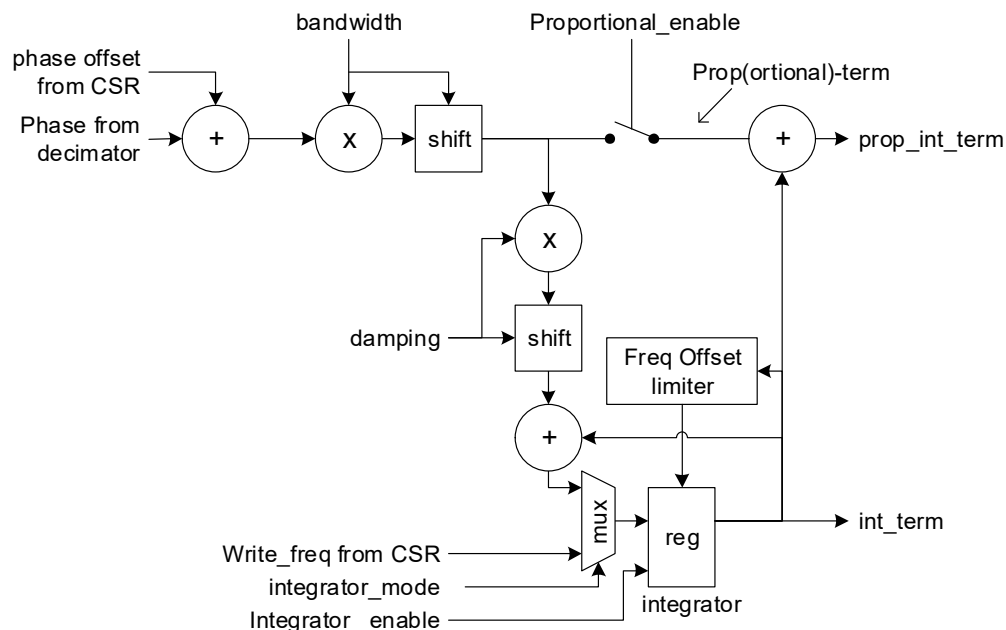 bandwidth
Proportional_enable
phase offset
from CSR
Prop(ortional)-term
Phase from
decimator
+
x
shift
+
prop_int_term
x
damping
shift
Freq Offset
limiter
+
mux
reg
int_term
Write_freq from CSR
integrator_mode
integrator
Integrator_enable